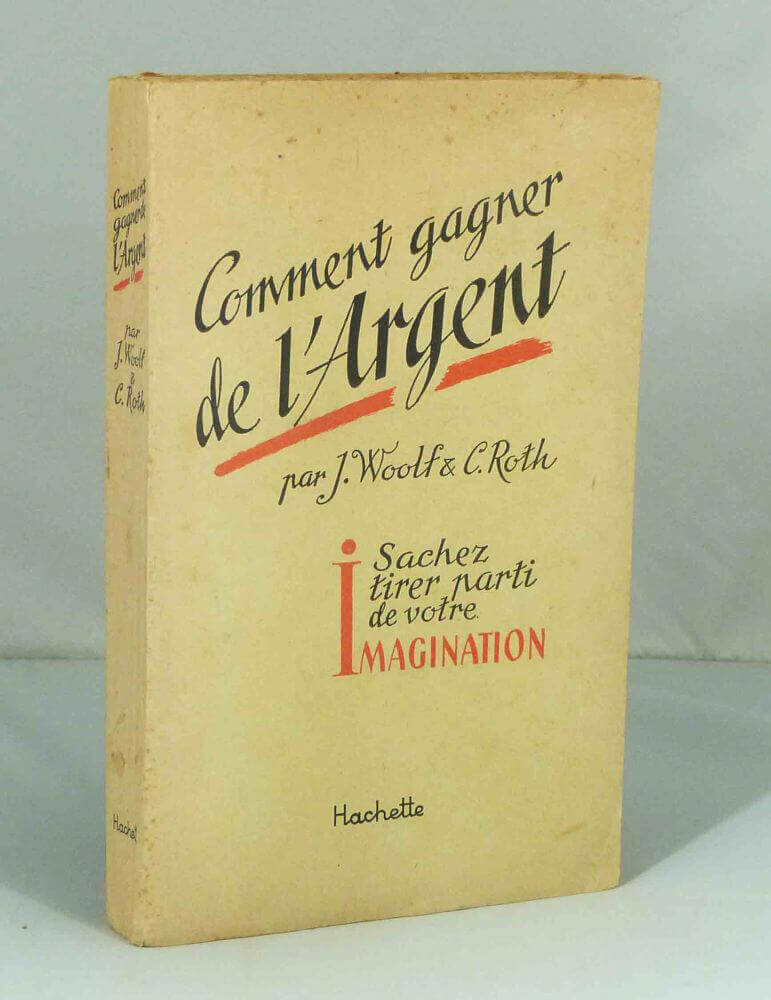 Comment
gagner de
l'Argent
par
J. Woolf
&
C. Roth
Hachet
Comment gagner
de l'Argent
par J. Woolf & C. Roth
Sachez
tirer parti
de votre
IMAGINATION
Hachette